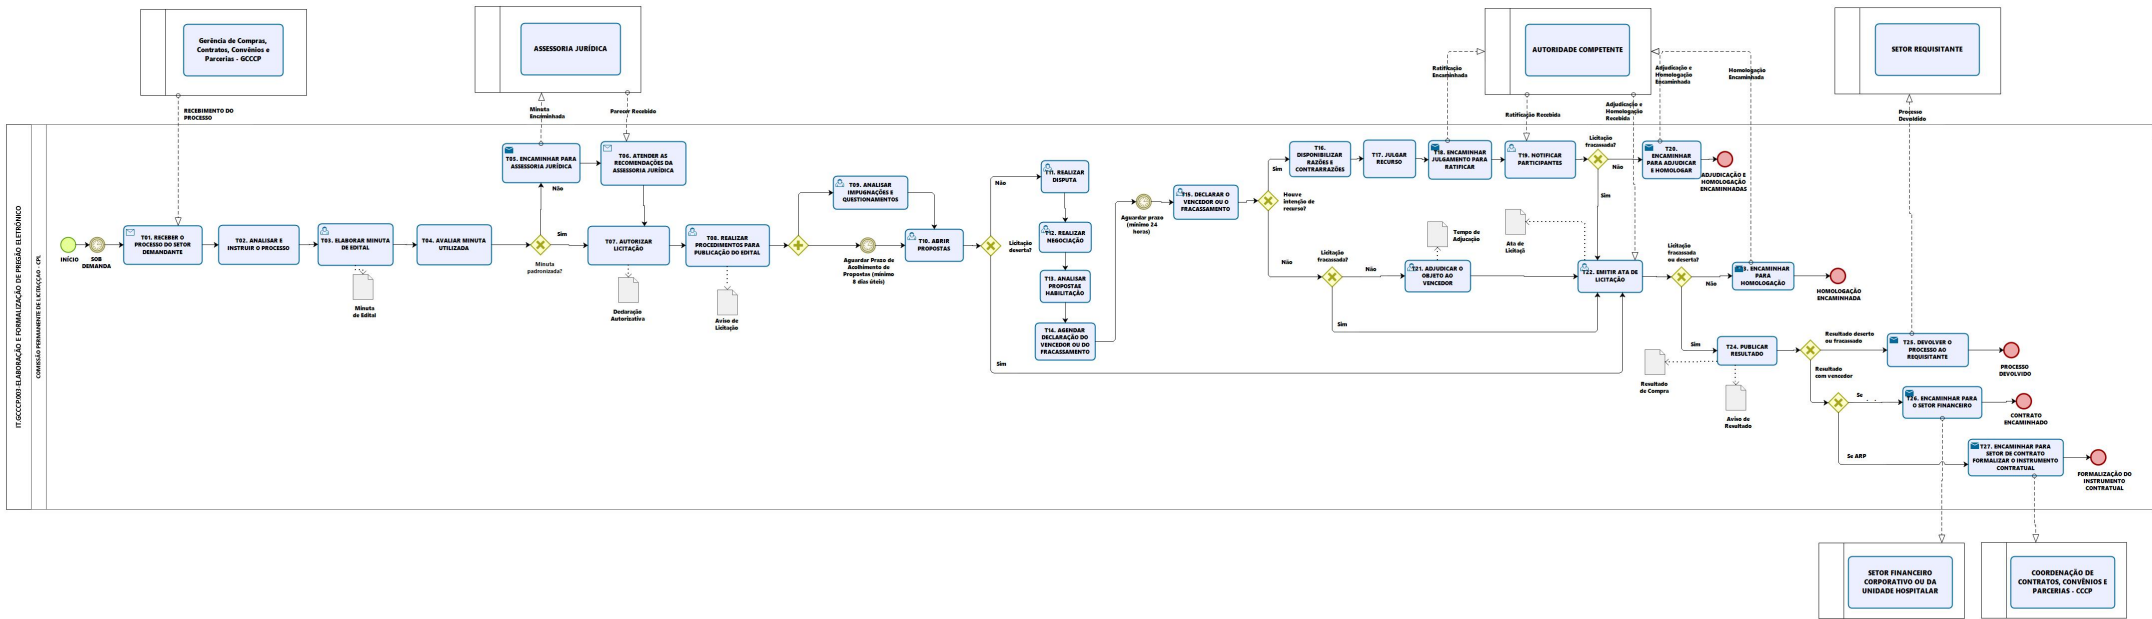 Gerência de Compras,
Contratos, Convênios e
Parcerias - GCCCP
ASSESSORIA JURÍDICA
AUTORIDADE COMPETENTE
SETOR REQUISITANTE
RECEBIMENTO DO
PROCESSO
Minuta
Encaminhada
Parecer Recebido
Ratificação
Encaminhada
Ratificação Recebida
Adjudicação e
Homologação
Recebida
Adjudicação e
Homologação
Encaminhada
Homologação
Encaminhada
Processo
Devolvido
IT.GCCCP.003-ELABORAÇÃO E FORMALIZAÇÃO DE PREGÃO ELETRÔNICO
COMISSÃO PERMANENTE DE LICITAÇÇAO - CPL
INÍCIO
SOB
DEMANDA
T01. RECEBER O
PROCESSO DO SETOR
DEMANDANTE
T02. ANALISAR E
INSTRUIR O PROCESSO
T03. ELABORAR MINUTA
DE EDITAL
Minuta
de Edital
T04. AVALIAR MINUTA
UTILIZADA
Minuta
padronizada?
Não
Sim
T05. ENCAMINHAR PARA
ASSESSORIA JURÍDICA
T06. ATENDER AS
RECOMENDAÇÕES DA
ASSESSORIA JURÍDICA
T07. AUTORIZAR
LICITAÇÃO
Declaração
Autorizativa
T08. REALIZAR
PROCEDIMENTOS PARA
PUBLICAÇÃO DO EDITAL
Aviso de
Licitação
T09. ANALISAR
IMPUGNAÇÕES E
QUESTIONAMENTOS
Aguardar Prazo de
Acolhimento de
Propostas (mínimo
8 dias úteis)
T10. ABRIR
PROPOSTAS
Licitação
deserta?
Não
Sim
T11. REALIZAR
DISPUTA
T12. REALIZAR
NEGOCIAÇÃO
T13. ANALISAR
PROPOSTAE
HABILITAÇÃO
T14. AGENDAR
DECLARAÇÃO DO
VENCEDOR OU DO
FRACASSAMENTO
Aguardar prazo
(mínimo 24
horas)
T15. DECLARAR O
VENCEDOR OU O
FRACASSAMENTO
Houve
intenção de
recurso?
Sim
Não
T16.
DISPONIBILIZAR
RAZÕES E
CONTRARRAZÕES
T17. JULGAR
RECURSO
T18. ENCAMINHAR
JULGAMENTO PARA
RATIFICAR
T19. NOTIFICAR
PARTICIPANTES
Licitação
fracassada?
Não
Sim
T20.
ENCAMINHAR
PARA ADJUDICAR
E HOMOLOGAR
ADJUDICAÇÃO E
HOMOLOGAÇÃO
ENCAMINHADAS
Licitação
fracassada?
Não
Sim
T21. ADJUDICAR O
OBJETO AO
VENCEDOR
Tempo de
Adjucação
Ata de
Licitaçã
T22. EMITIR ATA DE
LICITAÇÃO
Licitação
fracassada
ou deserta?
Não
Sim
3. ENCAMINHAR
PARA
HOMOLOGAÇÃO
HOMOLOGAÇÃO
ENCAMINHADA
T24. PUBLICAR
RESULTADO
Resultado
de Compra
Aviso de
Resultado
Resultado deserto
ou fracassado
Resultado
com vencedor
T25. DEVOLVER O
PROCESSO AO
REQUISITANTE
PROCESSO
DEVOLVIDO
Se
T26. ENCAMINHAR PARA
O SETOR FINANCEIRO
CONTRATO
ENCAMINHADO
Se ARP
T27. ENCAMINHAR PARA
SETOR DE CONTRATO
FORMALIZAR O INSTRUMENTO
CONTRATUAL
FORMALIZAÇÃO DO
INSTRUMENTO
CONTRATUAL
SETOR FINANCEIRO
CORPORATIVO OU DA
UNIDADE HOSPITALAR
COORDENAÇÃO DE
CONTRATOS, CONVÊNIOS E
PARCERIAS - CCCP